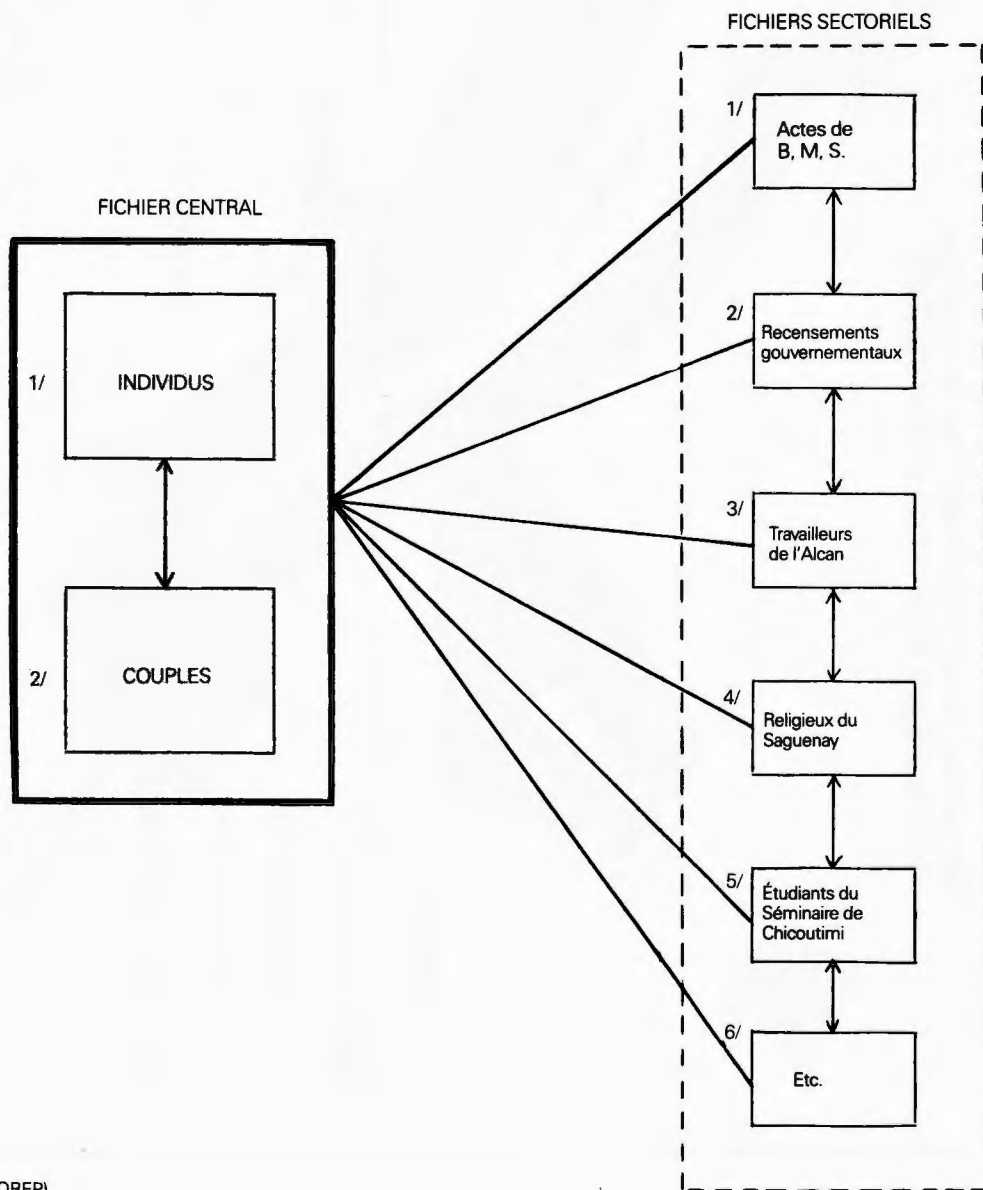 FICHIERS SECTORIELS
1/
Actes de
B, M, S.
FICHIER CENTRAL
2/
Recensements
gouvernementaux
1/
INDIVIDUS
3/
Travailleurs
de l'Alcan
2/
COUPLES
4/
Religieux du
Saguenay
5/
Étudiants du
Séminaire de
Chicoutimi
6/
Etc.